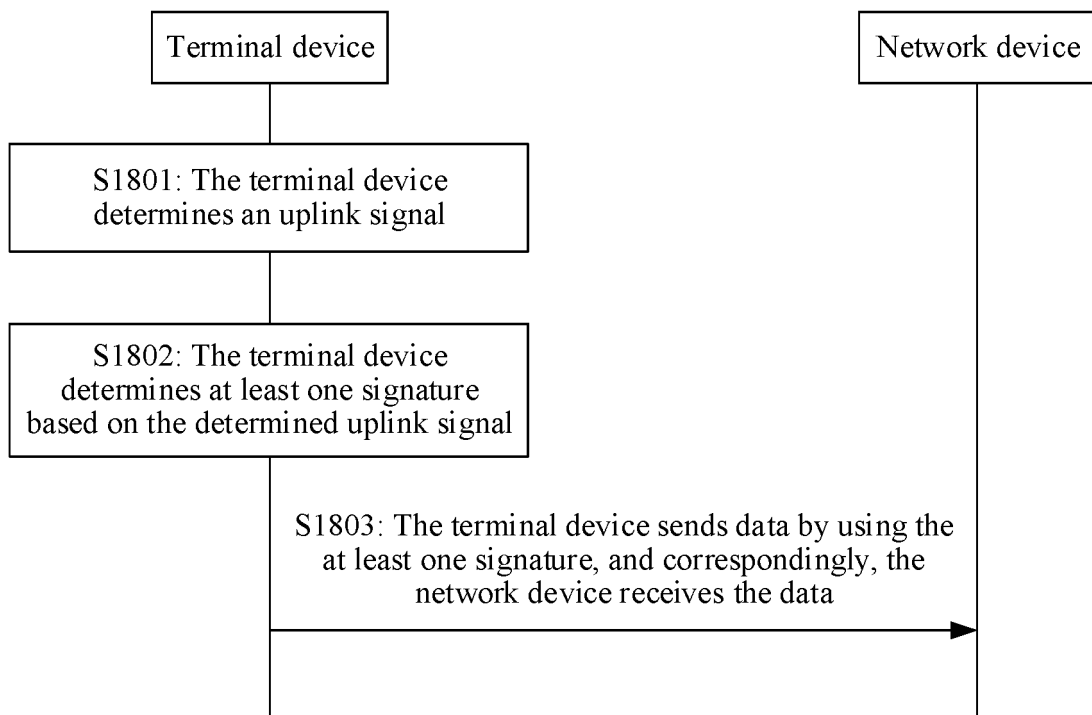 Terminal device
Network device
S1801: The terminal device
determines an uplink signal
S1802: The terminal device
determines at least one signature
based on the determined uplink signal
S1803: The terminal device sends data by using the
at least one signature, and correspondingly, the
network device receives the data